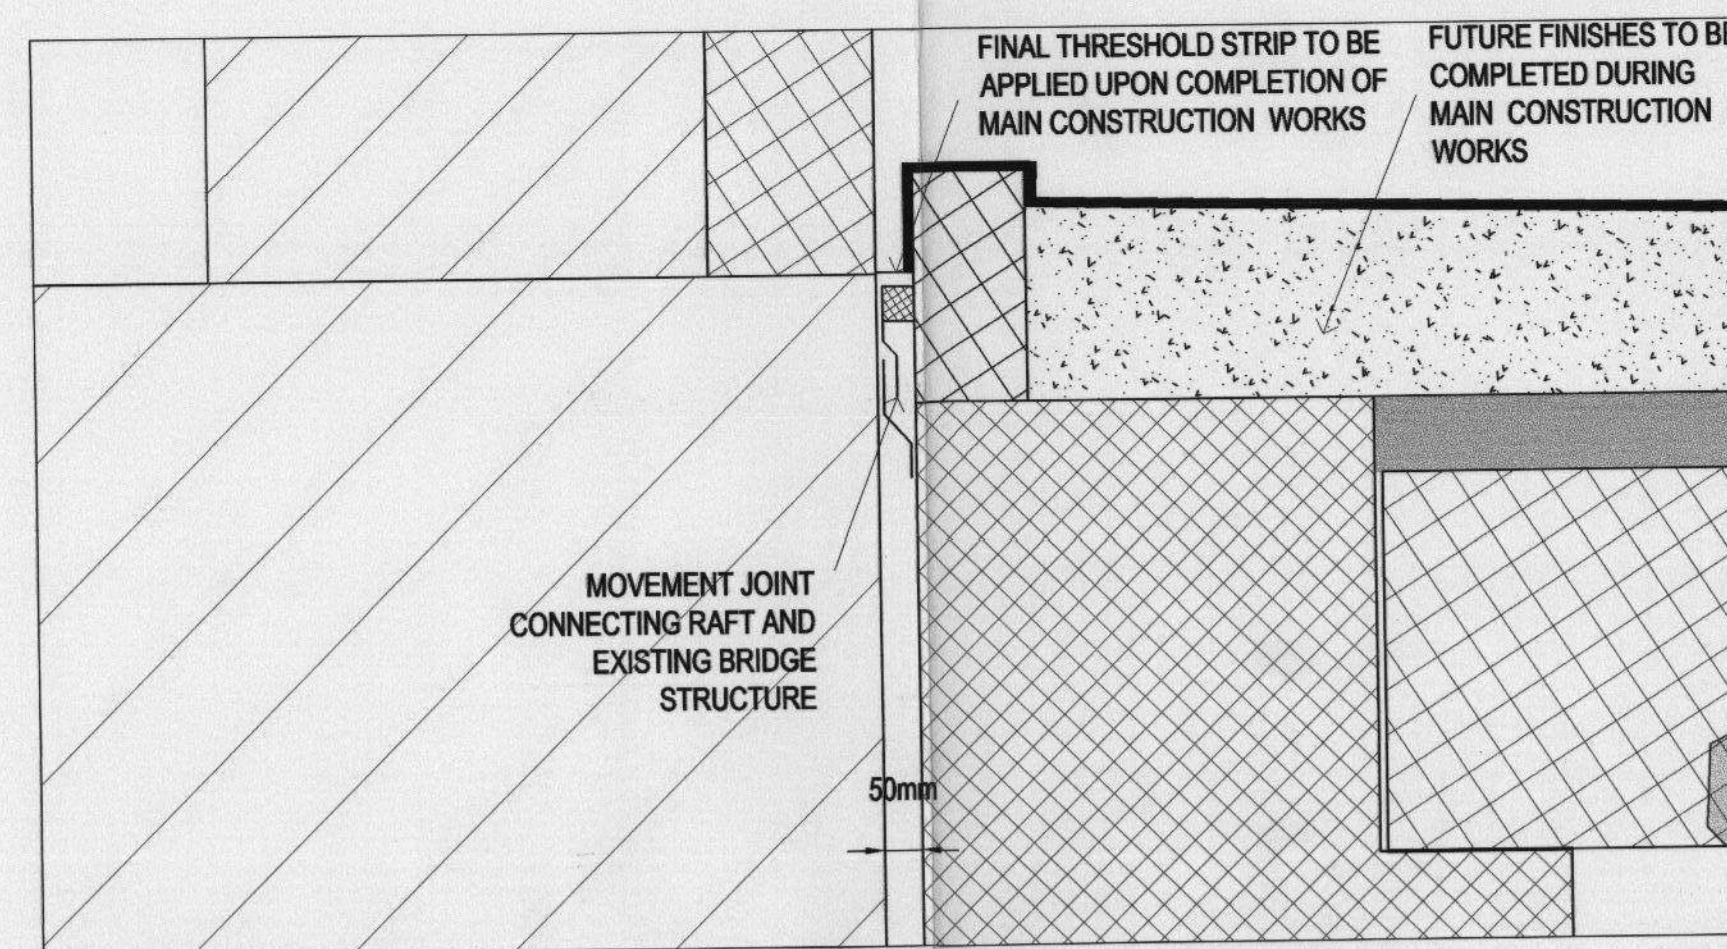 FINAL THRESHOLD STRIP TO BE
APPLIED UPON COMPLETION OF
MAIN CONSTRUCTION WORKS
FUTURE FINISHES TO BE
COMPLETED DURING
MAIN CONSTRUCTION
WORKS
MOVEMENT JOINT
CONNECTING RAFT AND
EXISTING BRIDGE
STRUCTURE
50mm